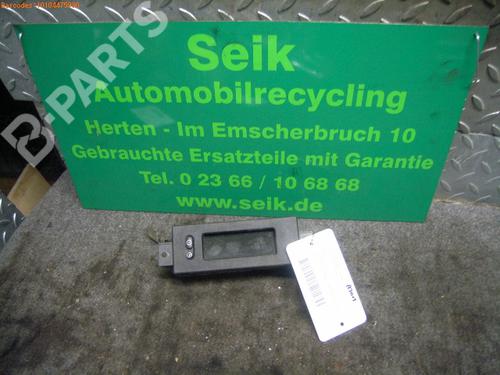 B-PARTS
Seik
Automobilrecycling
Herten - Im Emscherbruch 10
Gebrauchte Ersatzteile mit Garantie
Tel. 0 23 66 / 10 68 68
www.seik.de